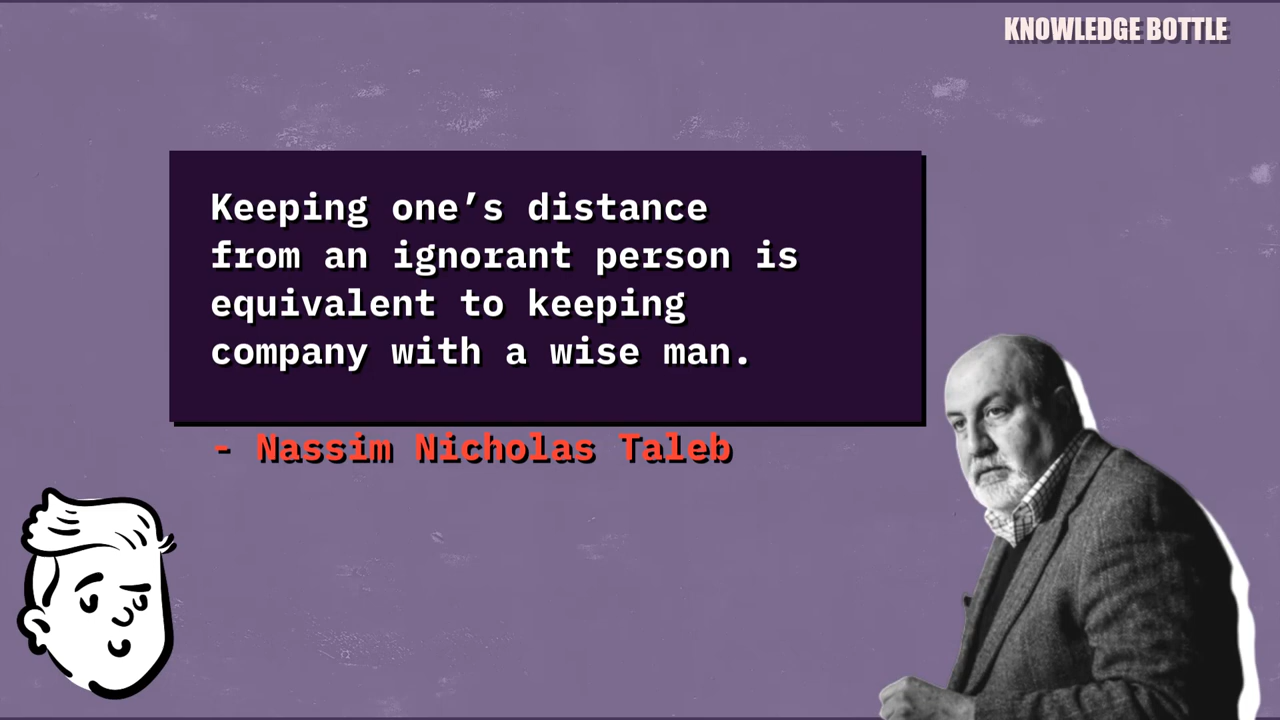 KNOWLEDGE BOTTLE
Keeping one’s distance
from an ignorant person is
equivalent to keeping
company with a wise man.
- Nassim Nicholas Taleb